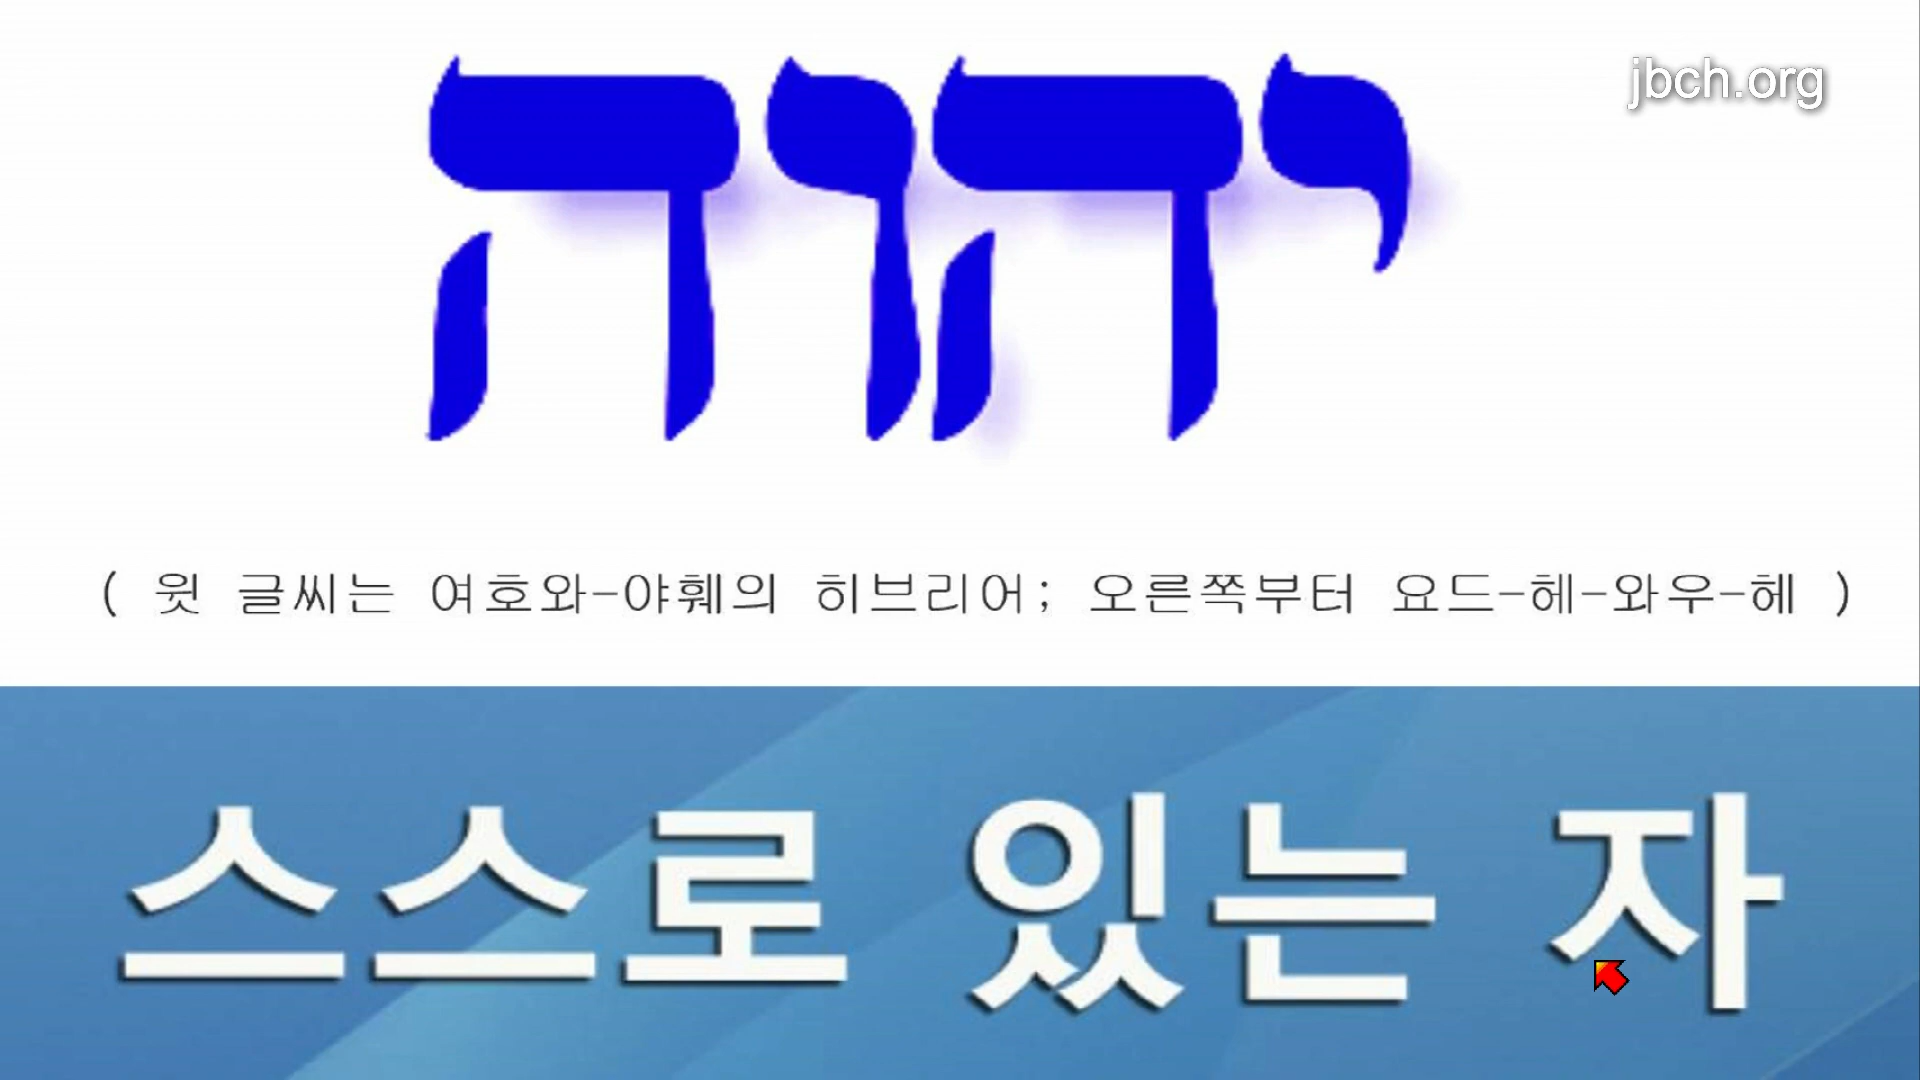 jbch.org
יהוה
( 윗 글씨는 여호와-야훼의 히브리어; 오른쪽부터 요드-헤-와우-헤 )
스스로 있는 자